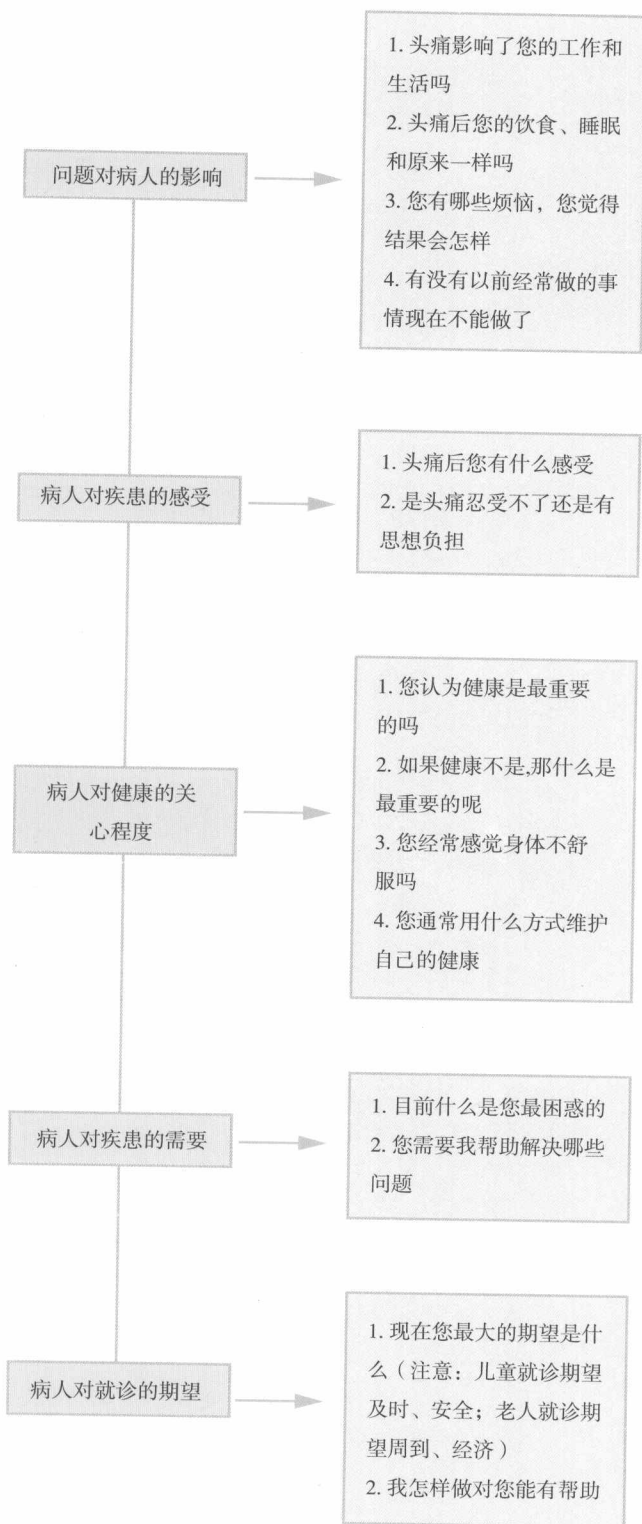 问题对病人的影响
1. 头痛影响了您的工作和
生活吗
2. 头痛后您的饮食、睡眠
和原来一样吗
3. 您有哪些烦恼，您觉得
结果会怎样
4. 有没有以前经常做的事
情现在不能做了
病人对疾患的感受
1. 头痛后您有什么感受
2. 是头痛忍受不了还是有
思想负担
病人对健康的关
心程度
1. 您认为健康是最重要
的吗
2. 如果健康不是,那什么是
最重要的呢
3. 您经常感觉身体不舒
服吗
4. 您通常用什么方式维护
自己的健康
病人对疾患的需要
1. 目前什么是您最困惑的
2. 您需要我帮助解决哪些
问题
病人对就诊的期望
1. 现在您最大的期望是什
么（注意：儿童就诊期望
及时、安全；老人就诊期
望周到、经济）
2. 我怎样做对您能有帮助